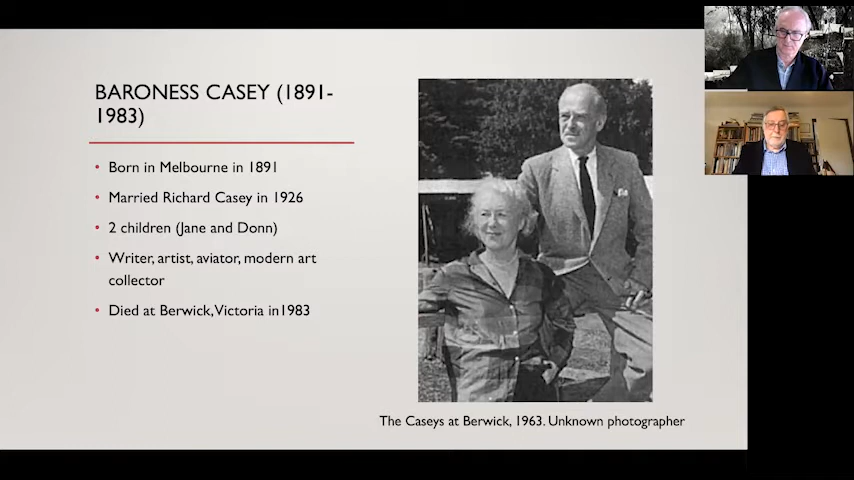 BARONESS CASEY (1891-
1983)
• Born in Melbourne in 1891
• Married Richard Casey in 1926
• 2 children (Jane and Donn)
• Writer, artist, aviator, modern art
collector
• Died at Berwick, Victoria in1983
The Caseys at Berwick, 1963. Unknown photographer